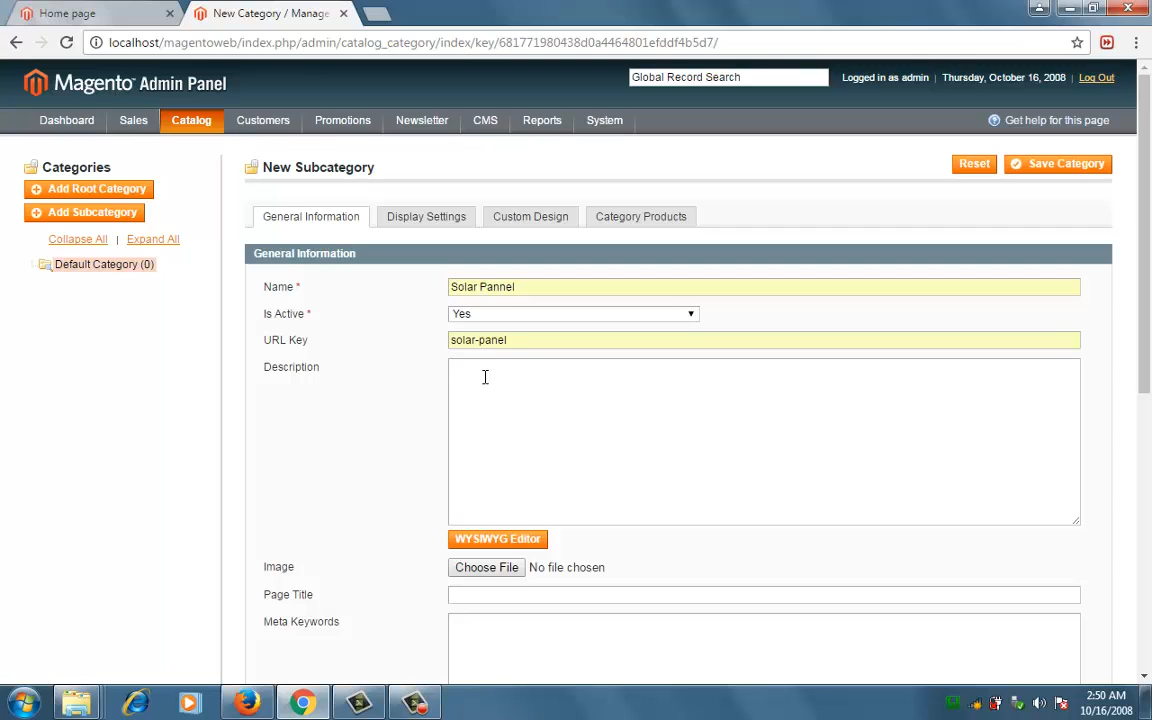 Home page
New Category / Manage
localhost/magentoweb/index.php/admin/catalog_category/index/key/681771980438d0a4464801efddf4b5d7/
Magento Admin Panel
Global Record Search
Logged in as admin | Thursday, October 16, 2008 | Log Out
Dashboard Sales Catalog Customers Promotions Newsletter CMS Reports System
Get help for this page
Categories
Add Root Category
Add Subcategory
Collapse All | Expand All
Default Category (0)
New Subcategory
Reset Save Category
General Information Display Settings Custom Design Category Products
General Information
Name * Solar Pannel
Is Active * Yes
URL Key solar-panel
Description
WYSIWYG Editor
Image Choose File No file chosen
Page Title
Meta Keywords
2:50 AM
10/16/2008